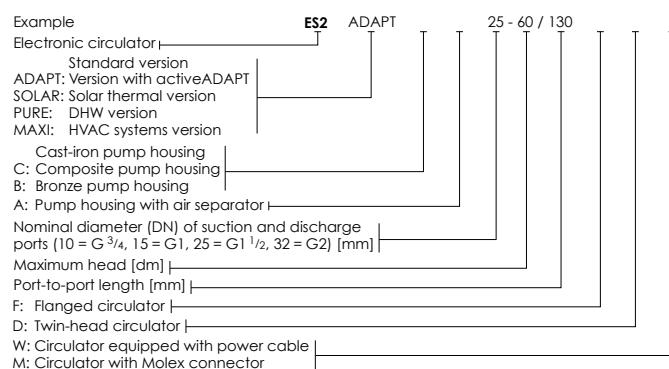 Example ES2 ADAPT 25 - 60 / 130
Electronic circulator
Standard version
ADAPT: Version with activeADAPT
SOLAR: Solar thermal version
PURE: DHW version
MAXI: HVAC systems version
Cast-iron pump housing
C: Composite pump housing
B: Bronze pump housing
A: Pump housing with air separator
Nominal diameter (DN) of suction and discharge
ports (10 = G 3/4, 15 = G1, 25 = G1 1/2, 32 = G2) [mm]
Maximum head [dm]
Port-to-port length [mm]
F: Flanged circulator
D: Twin-head circulator
W: Circulator equipped with power cable
M: Circulator with Molex connector